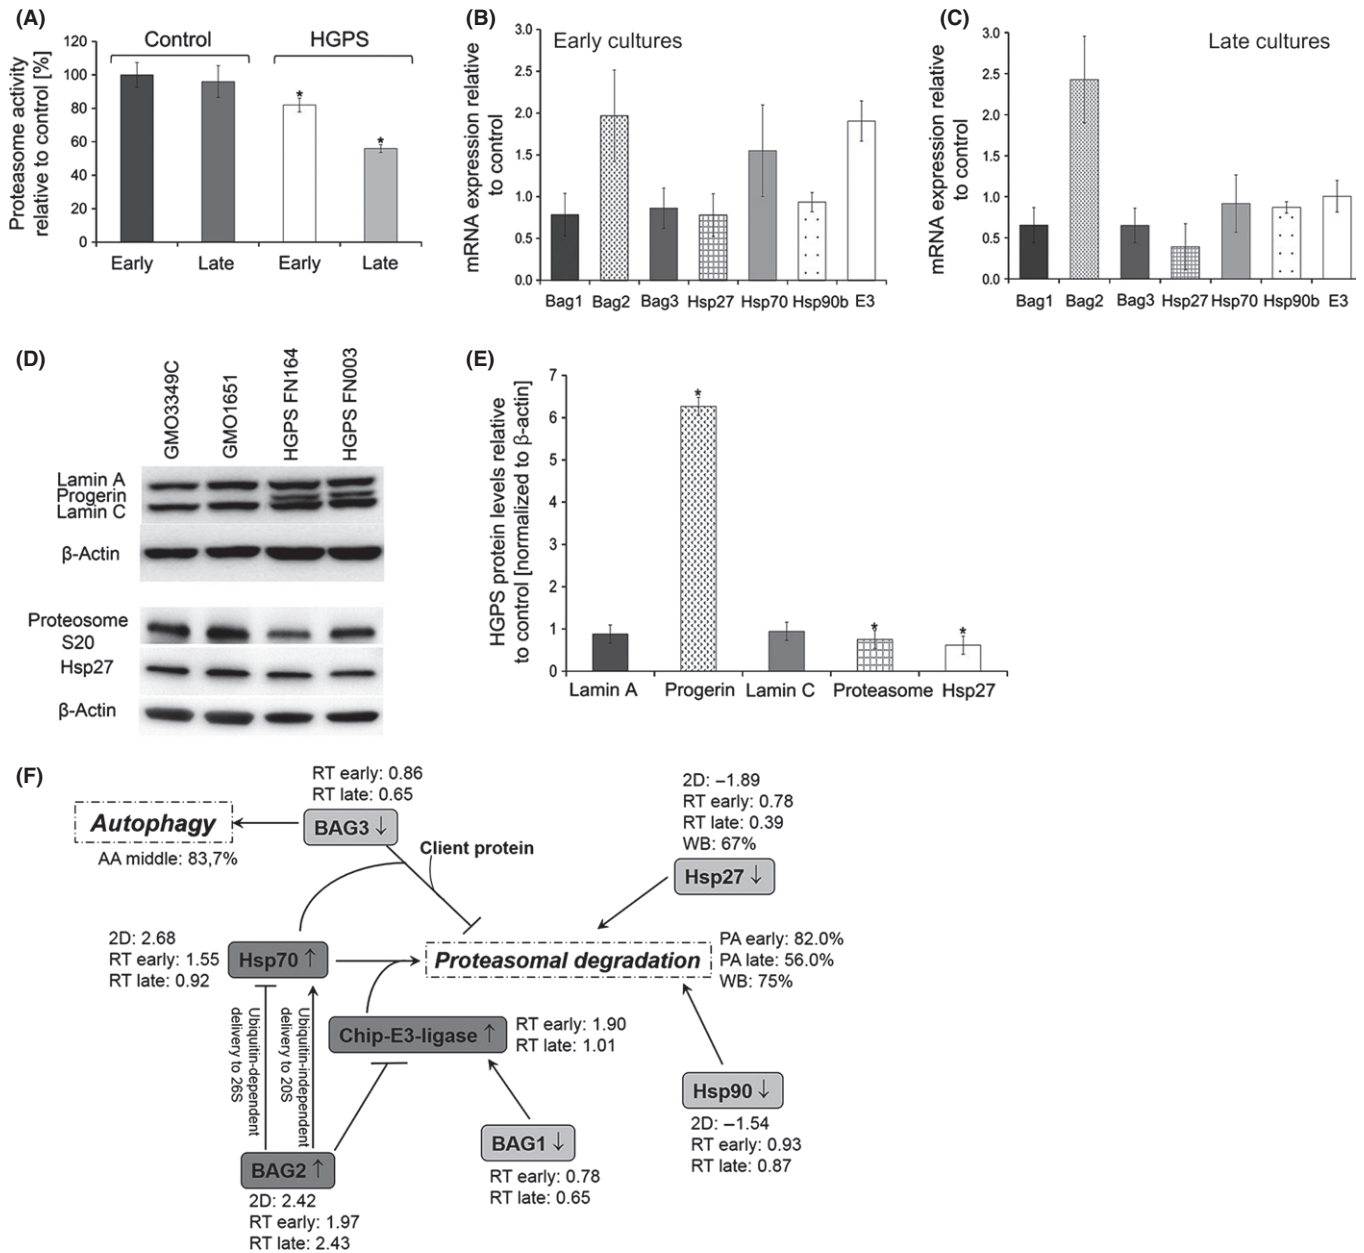 (A)
Proteasome activity
relative to control [%]
120
100
80
60
40
20
0
Control
HGPS
*
*
Early
Late
Early
Late
(B)
mRNA expression relative
to control
3.0
2.5
2.0
1.5
1.0
0.5
0.0
Early cultures
Bag1
Bag2
Bag3
Hsp27
Hsp70
Hsp90b
E3
(C)
mRNA expression relative
to control
3.0
2.5
2.0
1.5
1.0
0.5
0.0
Late cultures
Bag1
Bag2
Bag3
Hsp27
Hsp70
Hsp90b
E3
(D)
GMO3349C
GMO1651
HGPS FN164
HGPS FN003
Lamin A
Progerin
Lamin C
β-Actin
Proteosome
S20
Hsp27
β-Actin
(E)
HGPS protein levels relative
to control [normalized to β-actin]
7
6
5
4
3
2
1
0
*
*
*
Lamin A
Progerin
Lamin C
Proteasome
Hsp27
(F)
RT early: 0.86
RT late: 0.65
BAG3 ↓
Autophagy
AA middle: 83,7%
Client protein
2D: –1.89
RT early: 0.78
RT late: 0.39
WB: 67%
Hsp27 ↓
2D: 2.68
RT early: 1.55
RT late: 0.92
Hsp70 ↑
Proteasomal degradation
PA early: 82.0%
PA late: 56.0%
WB: 75%
Ubiquitin-dependent
delivery to 26S
Ubiquitin-independent
delivery to 20S
Chip-E3-ligase ↑
RT early: 1.90
RT late: 1.01
Hsp90 ↓
2D: –1.54
RT early: 0.93
RT late: 0.87
BAG1 ↓
RT early: 0.78
RT late: 0.65
BAG2 ↑
2D: 2.42
RT early: 1.97
RT late: 2.43